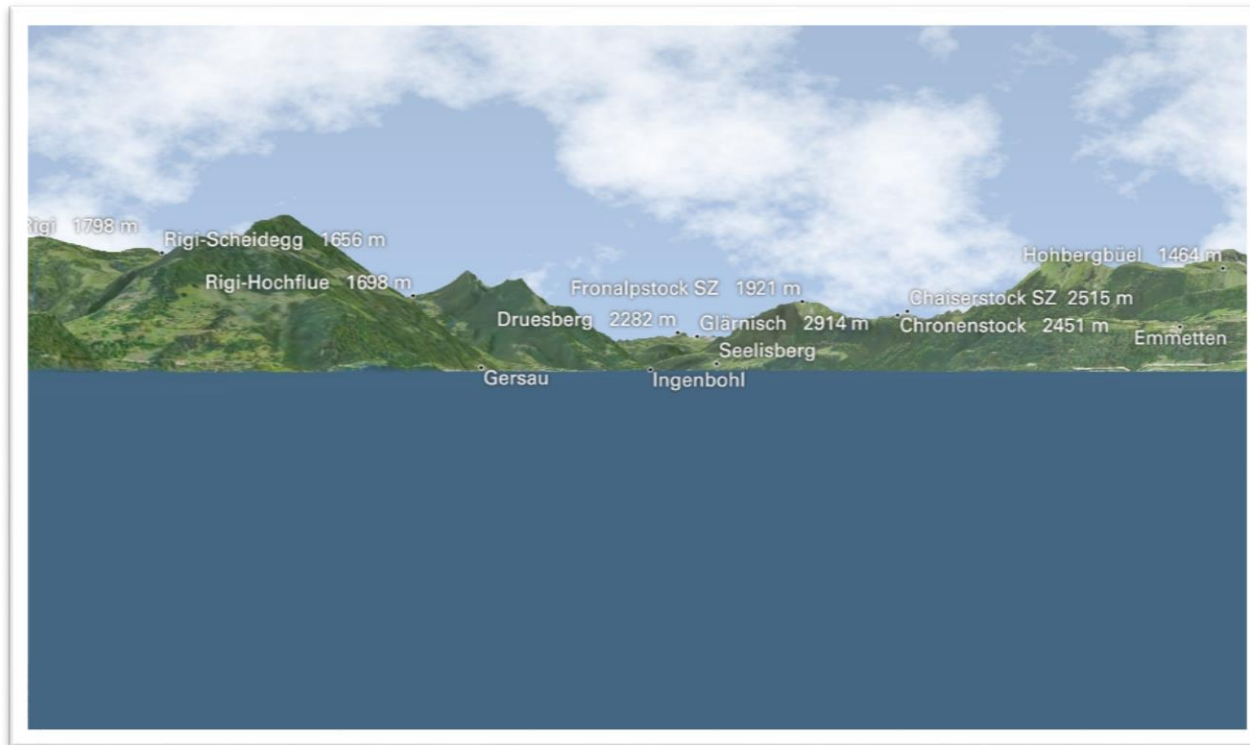 Rigi 1798 m
Rigi-Scheidegg 1656 m
Hohbergbüel 1464 m
Rigi-Hochflue 1698 m
Fronalpstock SZ 1921 m
Chaiserstock SZ 2515 m
Druesberg 2282 m
Glärnisch 2914 m
Chronenstock 2451 m
Emmetten
Seelisberg
Gersau
Ingenbohl